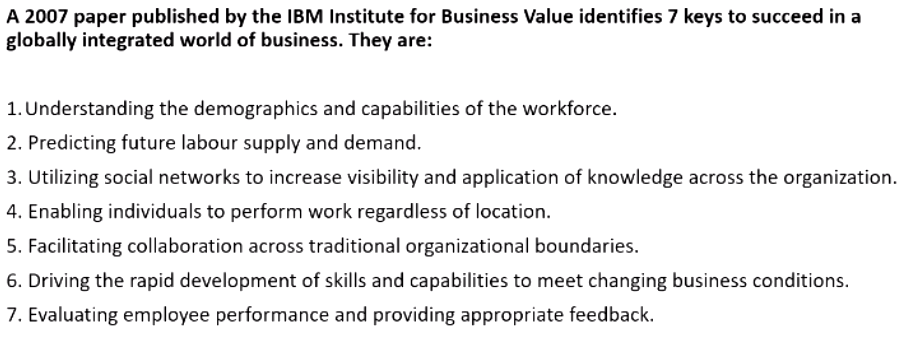 A 2007 paper published by the IBM Institute for Business Value identifies 7 keys to succeed in a
globally integrated world of business. They are:
1. Understanding the demographics and capabilities of the workforce.
2. Predicting future labour supply and demand.
3. Utilizing social networks to increase visibility and application of knowledge across the organization.
4. Enabling individuals to perform work regardless of location.
5. Facilitating collaboration across traditional organizational boundaries.
6. Driving the rapid development of skills and capabilities to meet changing business conditions.
7. Evaluating employee performance and providing appropriate feedback.